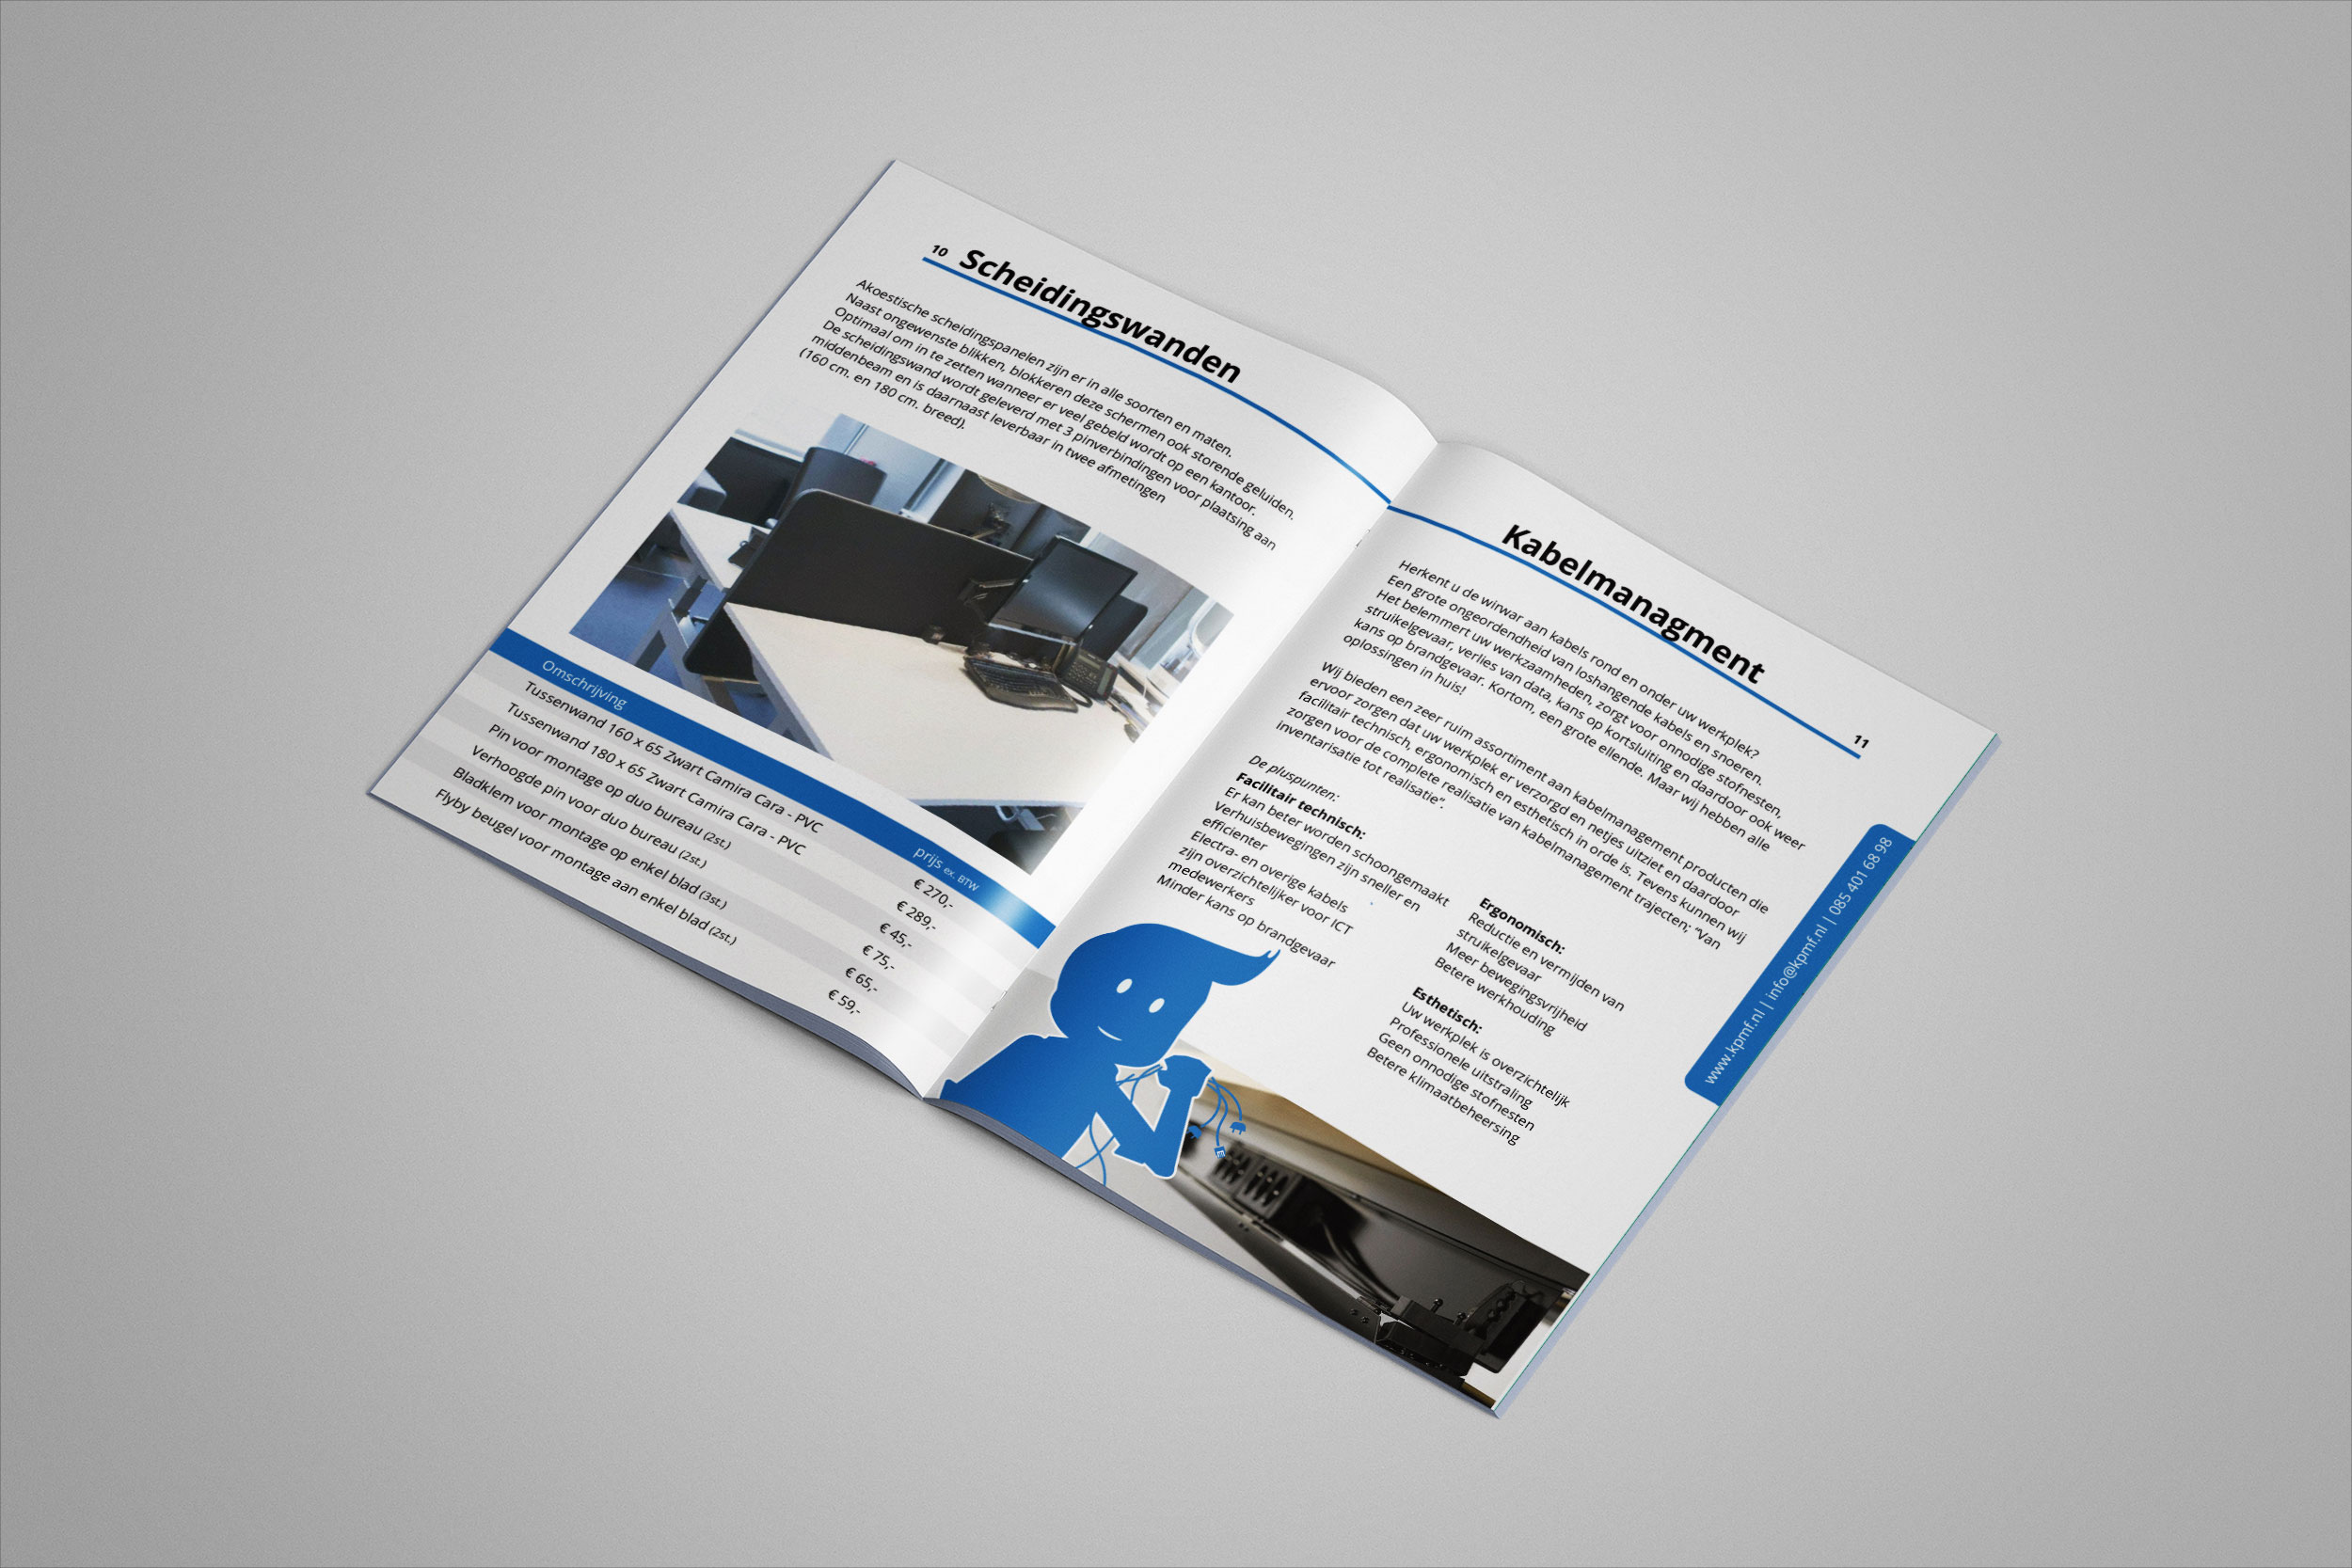 10 Scheidingswanden
Akoestische scheidingspanelen zijn er in alle soorten en maten.
Naast ongewenste blikken, blokkeren deze schermen ook storende geluiden.
Optimaal om in te zetten wanneer er veel gebeld wordt op een kantoor.
De scheidingswand wordt geleverd met 3 pinverbindingen voor plaatsing aan
middenbeam en is daarnaast leverbaar in twee afmetingen
(160 cm. en 180 cm. breed).
Omschrijving prijs ex. BTW
Tussenwand 160 x 65 Zwart Camira Cara - PVC € 270,-
Tussenwand 180 x 65 Zwart Camira Cara - PVC € 289,-
Pin voor montage op duo bureau (2st.) € 45,-
Verhoogde pin voor duo bureau (2st.) € 75,-
Bladklem voor montage op enkel blad (3st.) € 65,-
Flyby beugel voor montage aan enkel blad (2st.) € 59,-
Kabelmanagment
11
Herkent u de wirwar aan kabels rond en onder uw werkplek?
Een grote ongeordendheid van loshangende kabels en snoeren.
Het belemmert uw werkzaamheden, zorgt voor onnodige stofnesten,
struikelgevaar, verlies van data, kans op kortsluiting en daardoor ook weer
kans op brandgevaar. Kortom, een grote ellende. Maar wij hebben alle
oplossingen in huis!
Wij bieden een zeer ruim assortiment aan kabelmanagement producten die
ervoor zorgen dat uw werkplek er verzorgd en netjes uitziet en daardoor
facilitair technisch, ergonomisch en esthetisch in orde is. Tevens kunnen wij
zorgen voor de complete realisatie van kabelmanagement trajecten; "Van
inventarisatie tot realisatie".
De pluspunten:
Facilitair technisch:
Er kan beter worden schoongemaakt
Verhuisbewegingen zijn sneller en
efficienter
Electra- en overige kabels
zijn overzichtelijker voor ICT
medewerkers
Minder kans op brandgevaar
Ergonomisch:
Reductie en vermijden van
struikelgevaar
Meer bewegingsvrijheid
Betere werkhouding
Esthetisch:
Uw werkplek is overzichtelijk
Professionele uitstraling
Geen onnodige stofnesten
Betere klimaatbeheersing
www.kpmf.nl | info@kpmf.nl | 085 401 68 98